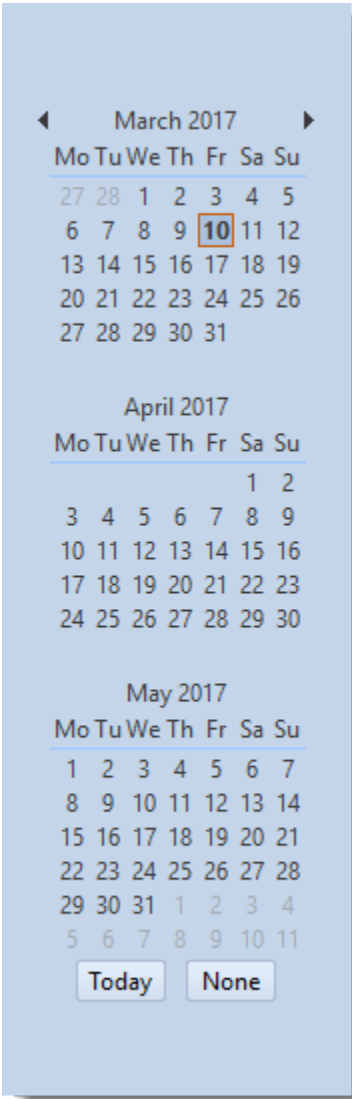 March 2017
Mo Tu We Th Fr Sa Su
27 28 1 2 3 4 5
6 7 8 9 10 11 12
13 14 15 16 17 18 19
20 21 22 23 24 25 26
27 28 29 30 31
April 2017
Mo Tu We Th Fr Sa Su
1 2
3 4 5 6 7 8 9
10 11 12 13 14 15 16
17 18 19 20 21 22 23
24 25 26 27 28 29 30
May 2017
Mo Tu We Th Fr Sa Su
1 2 3 4 5 6 7
8 9 10 11 12 13 14
15 16 17 18 19 20 21
22 23 24 25 26 27 28
29 30 31 1 2 3 4
5 6 7 8 9 10 11
Today None